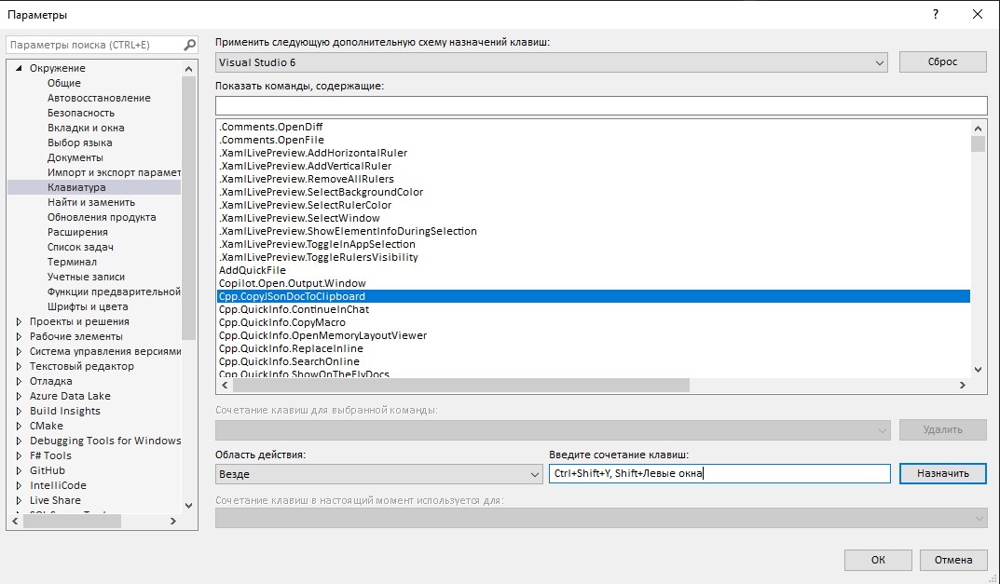 Параметры
?
Параметры поиска (CTRL+E)
Окружение
Общие
Автовосстановление
Безопасность
Вкладки и окна
Выбор языка
Документы
Импорт и экспорт парамет
Клавиатура
Найти и заменить
Обновления продукта
Расширения
Список задач
Терминал
Учетные записи
Функции предварительной
Шрифты и цвета
Проекты и решения
Рабочие элементы
Система управления версиями
Текстовый редактор
Отладка
Azure Data Lake
Build Insights
CMake
Debugging Tools for Windows
F# Tools
GitHub
IntelliCode
Live Share
Применить следующую дополнительную схему назначений клавиш:
Visual Studio 6
Сброс
Показать команды, содержащие:
.Comments.OpenDiff
.Comments.OpenFile
.XamlLivePreview.AddHorizontalRuler
.XamlLivePreview.AddVerticalRuler
.XamlLivePreview.RemoveAllRulers
.XamlLivePreview.SelectBackgroundColor
.XamlLivePreview.SelectRulerColor
.XamlLivePreview.SelectWindow
.XamlLivePreview.ShowElementInfoDuringSelection
.XamlLivePreview.ToggleInAppSelection
.XamlLivePreview.ToggleRulersVisibility
AddQuickFile
Copilot.Open.Output.Window
Cpp.CopyJSonDocToClipboard
Cpp.QuickInfo.ContinueInChat
Cpp.QuickInfo.CopyMacro
Cpp.QuickInfo.OpenMemoryLayoutViewer
Cpp.QuickInfo.ReplaceInline
Cpp.QuickInfo.SearchOnline
Cpp.QuickInfo.ShowOnTheFlyDocs
Сочетание клавиш для выбранной команды:
Удалить
Область действия:
Введите сочетание клавиш:
Везде
Ctrl+Shift+Y, Shift+Левые окна
Назначить
Сочетание клавиш в настоящий момент используется для:
ОК
Отмена